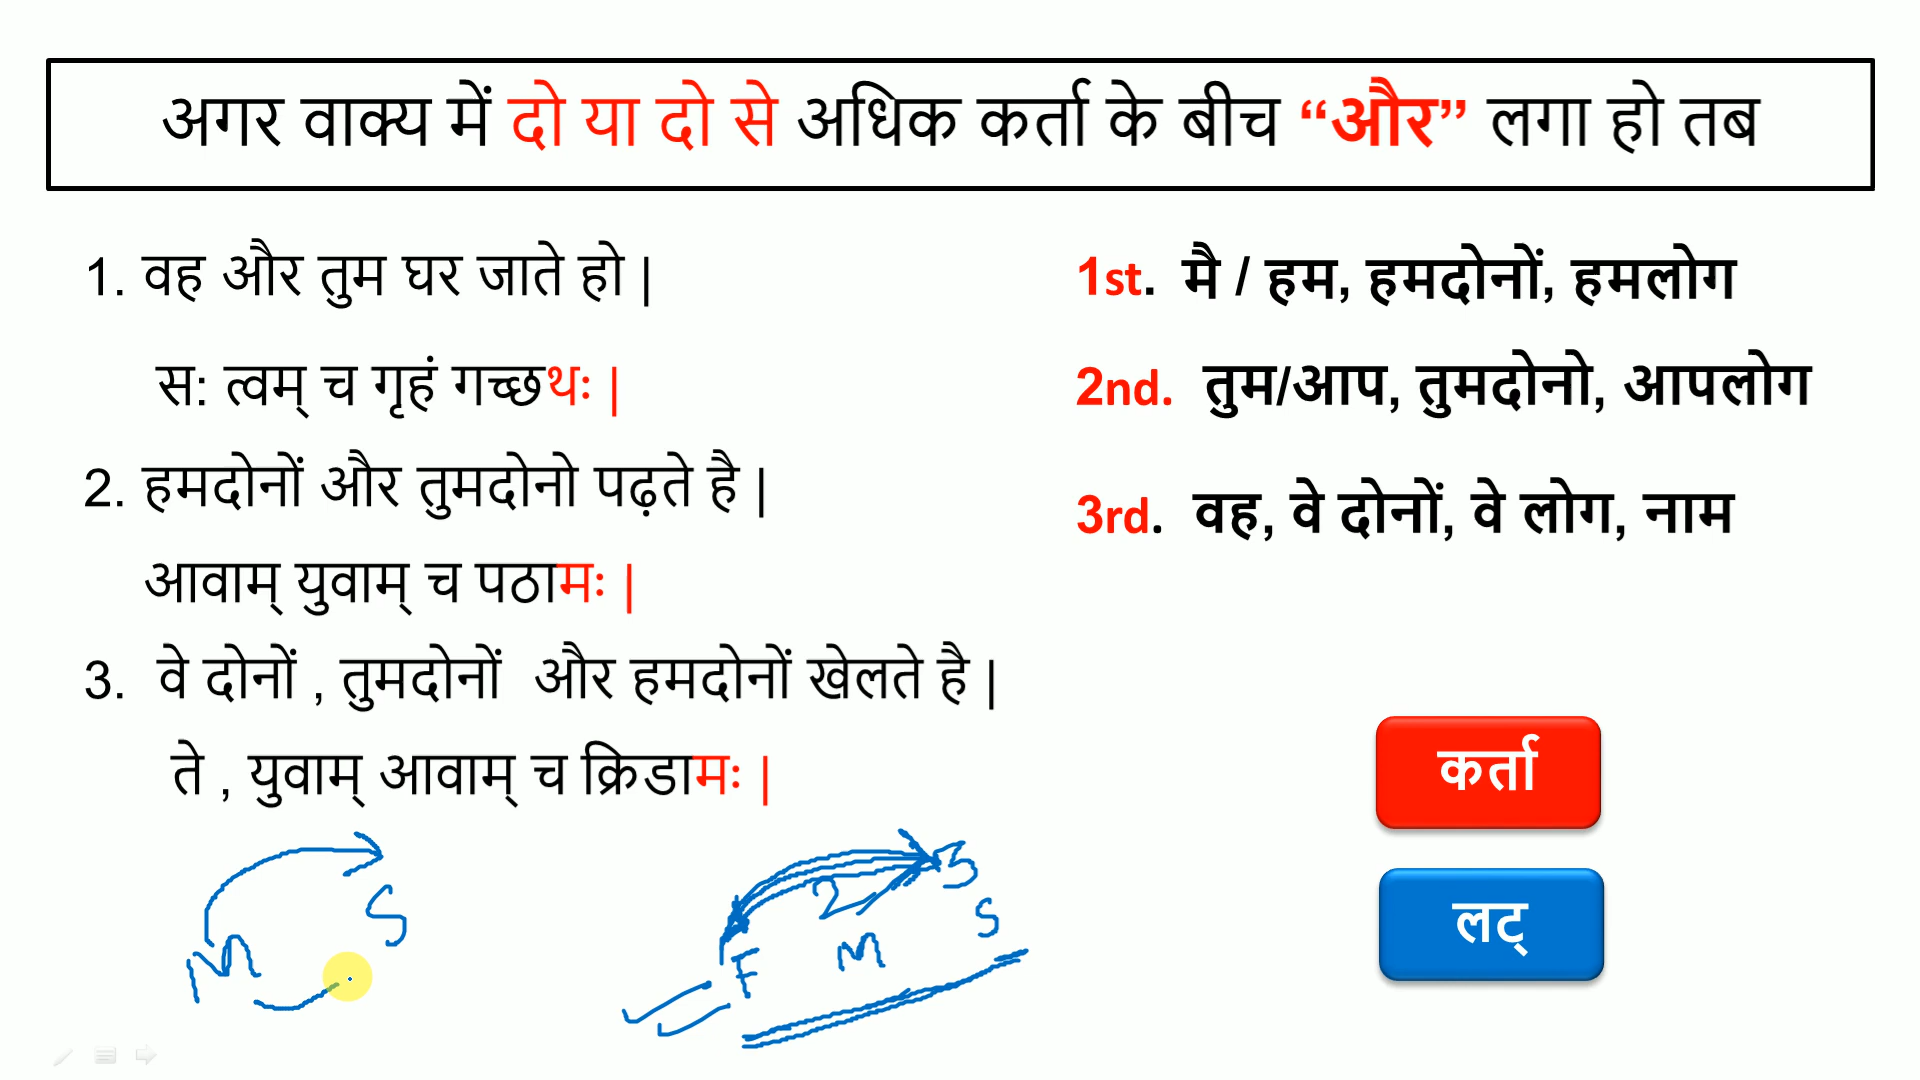 अगर वाक्य में दो या दो से अधिक कर्ता के बीच “और” लगा हो तब
1. वह और तुम घर जाते हो |
स: त्वम् च गृहं गच्छथः |
2. हमदोनों और तुमदोनो पढ़ते है |
आवाम् युवाम् च पठामः |
3. वे दोनों , तुमदोनों और हमदोनों खेलते है |
ते , युवाम् आवाम् च क्रिडामः |
1st. मै / हम, हमदोनों, हमलोग
2nd. तुम/आप, तुमदोनो, आपलोग
3rd. वह, वे दोनों, वे लोग, नाम
कर्ता
लट्
M S
2 3
F M S